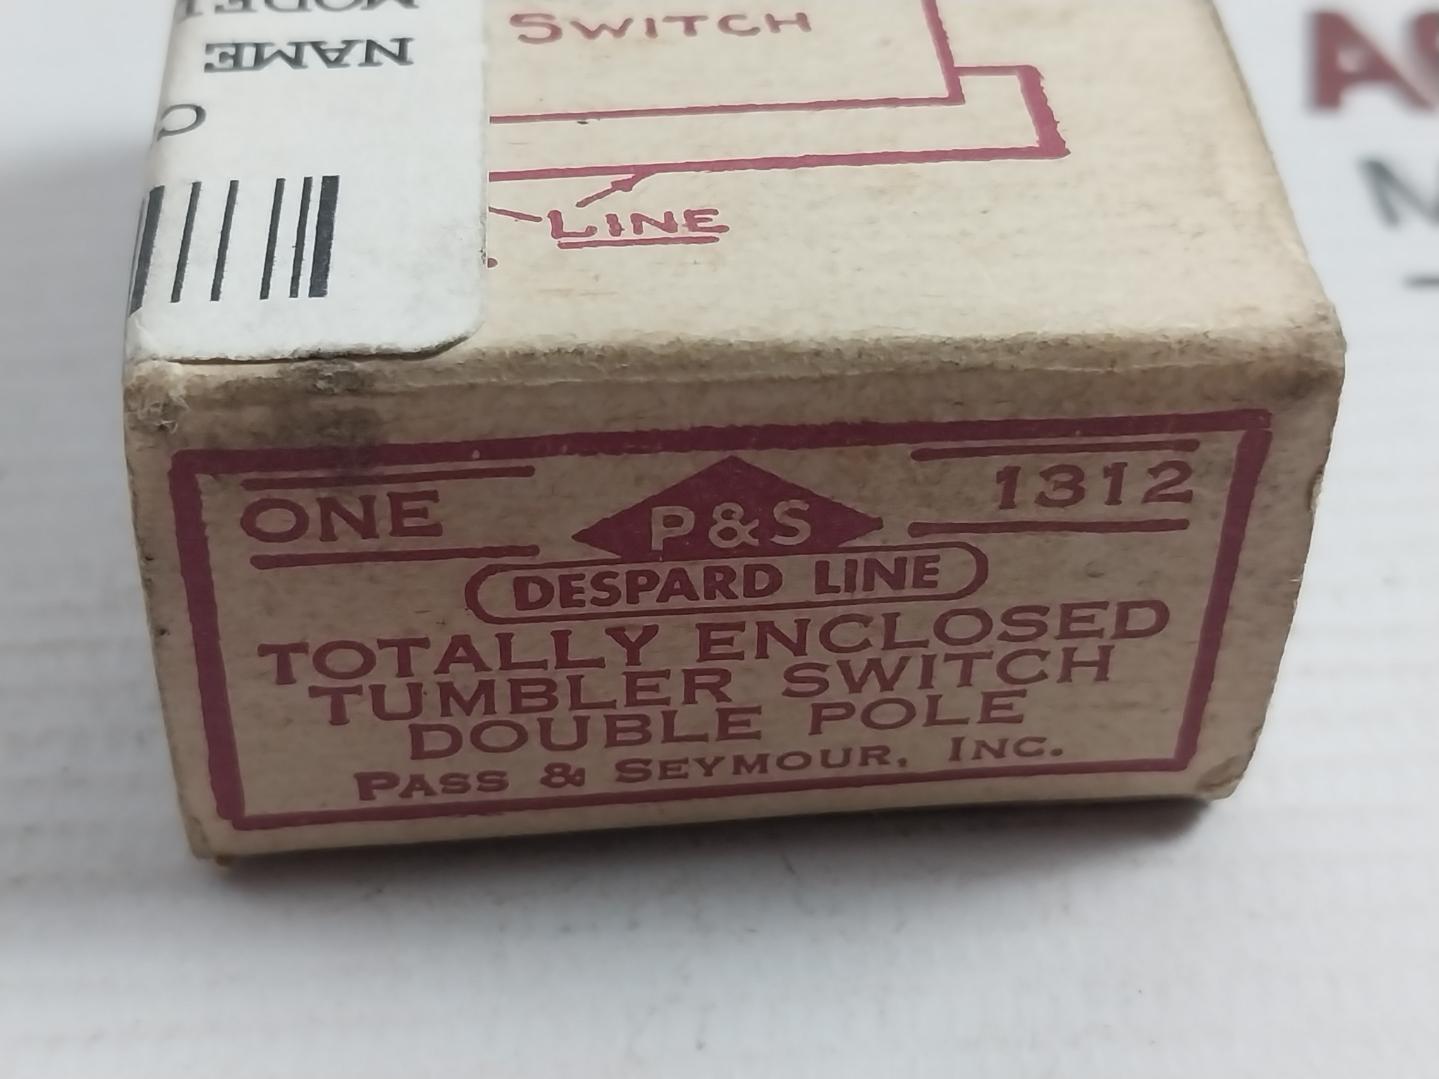 SWITCH
NAME
LINE
ONE
P&S
1312
DESPARD LINE
TOTALLY ENCLOSED
TUMBLER SWITCH
DOUBLE POLE
PASS & SEYMOUR, INC.